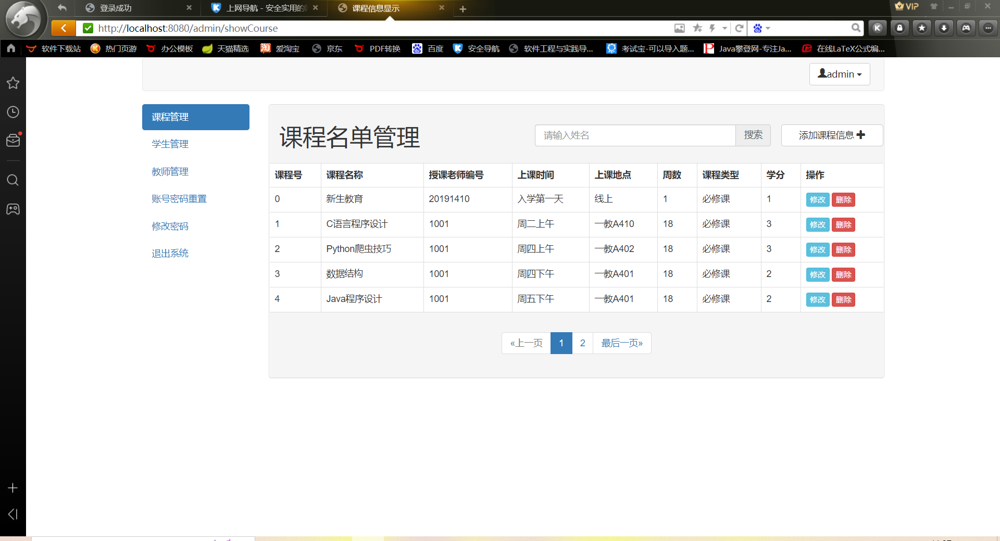 登录成功
上网导航 - 安全实用的
课程信息显示
VIP
http://localhost:8080/admin/showCourse
软件下载站 热门页游 办公模板 天猫精选 爱淘宝 京东 PDF转换 百度 安全导航 软件工程与实践导... 考试宝-可以导入题... Java攀登网-专注Ja... 在线LaTeX公式编...
admin
课程管理
学生管理
教师管理
账号密码重置
修改密码
退出系统
课程名单管理
请输入姓名 搜索 添加课程信息
课程号 课程名称 授课老师编号 上课时间 上课地点 周数 课程类型 学分 操作
0 新生教育 20191410 入学第一天 线上 1 必修课 1 修改 删除
1 C语言程序设计 1001 周二上午 一教A410 18 必修课 3 修改 删除
2 Python爬虫技巧 1001 周四上午 一教A402 18 必修课 3 修改 删除
3 数据结构 1001 周四下午 一教A401 18 必修课 2 修改 删除
4 Java程序设计 1001 周五下午 一教A401 18 必修课 2 修改 删除
«上一页 1 2 最后一页»